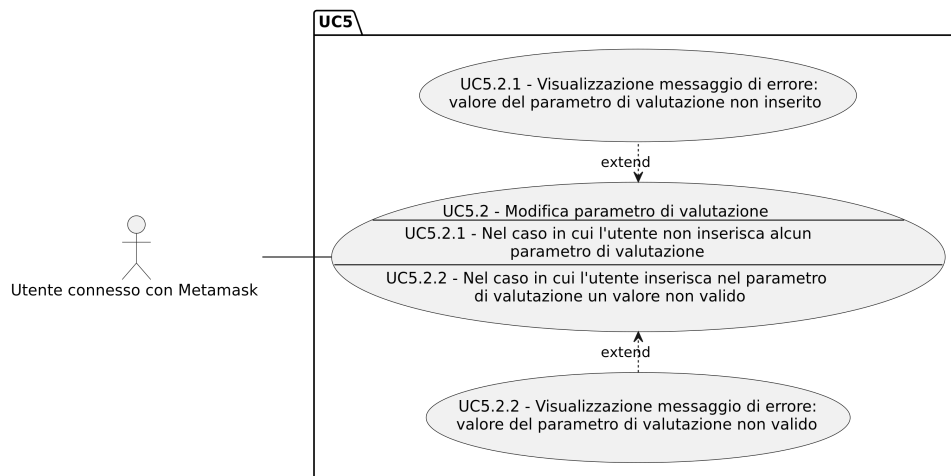 UC5
UC5.2.1 - Visualizzazione messaggio di errore:
valore del parametro di valutazione non inserito
extend
UC5.2 - Modifica parametro di valutazione
UC5.2.1 - Nel caso in cui l'utente non inserisca alcun
parametro di valutazione
UC5.2.2 - Nel caso in cui l'utente inserisca nel parametro
di valutazione un valore non valido
Utente connesso con Metamask
extend
UC5.2.2 - Visualizzazione messaggio di errore:
valore del parametro di valutazione non valido